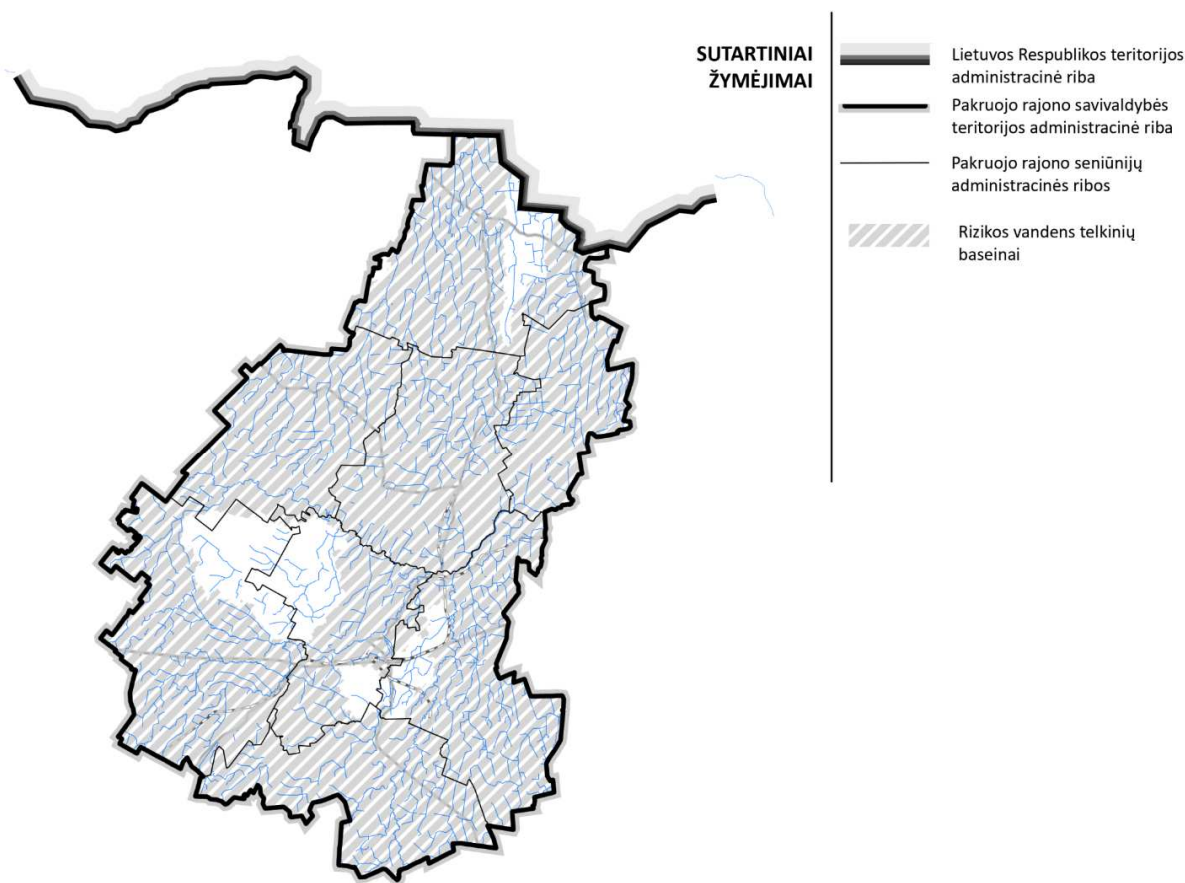 SUTARTINIAI
ŽYMĖJIMAI
Lietuvos Respublikos teritorijos
administracinė riba
Pakruojo rajono savivaldybės
teritorijos administracinė riba
Pakruojo rajono seniūnijų
administracinės ribos
Rizikos vandens telkinių
baseinai